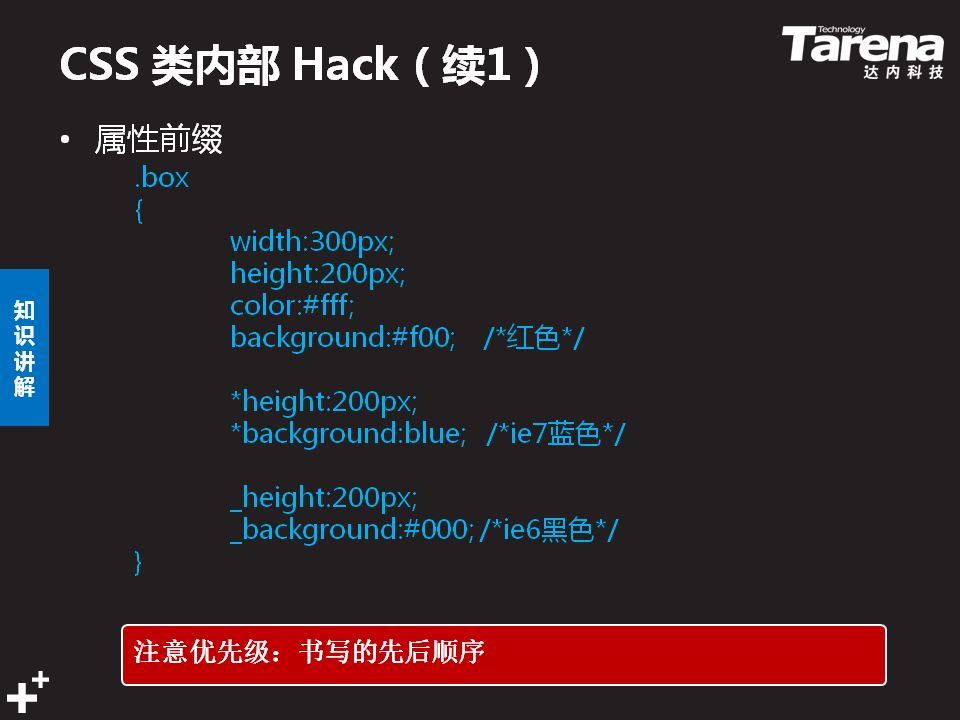 CSS 类内部 Hack（续1）
Technology
Tarena
达内科技
• 属性前缀
.box
{
width:300px;
height:200px;
color:#fff;
background:#f00; /*红色*/
*height:200px;
*background:blue; /*ie7蓝色*/
_height:200px;
_background:#000; /*ie6黑色*/
}
知识讲解
注意优先级：书写的先后顺序